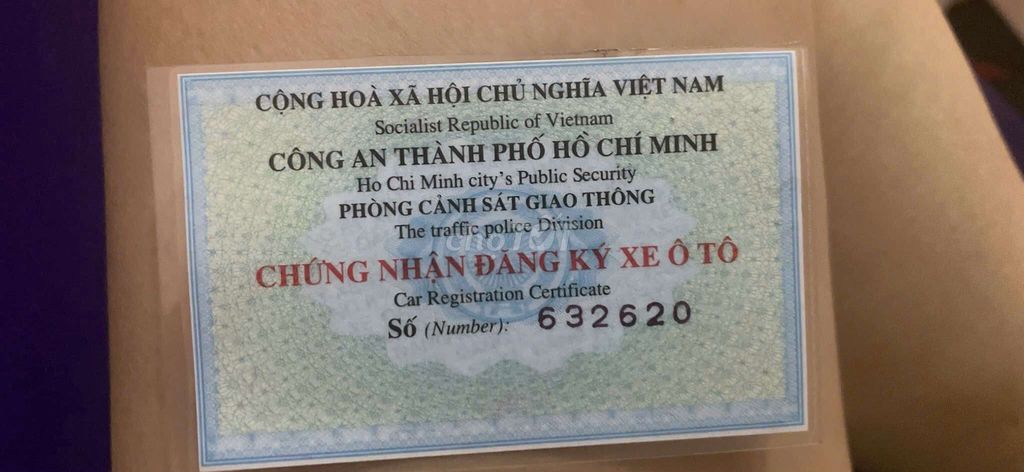 CỘNG HOÀ XÃ HỘI CHỦ NGHĨA VIỆT NAM
Socialist Republic of Vietnam
CÔNG AN THÀNH PHỐ HỒ CHÍ MINH
Ho Chi Minh city's Public Security
PHÒNG CẢNH SÁT GIAO THÔNG
The traffic police Division
CHỨNG NHẬN ĐĂNG KÝ XE Ô TÔ
Car Registration Certificate
Số (Number): 632620